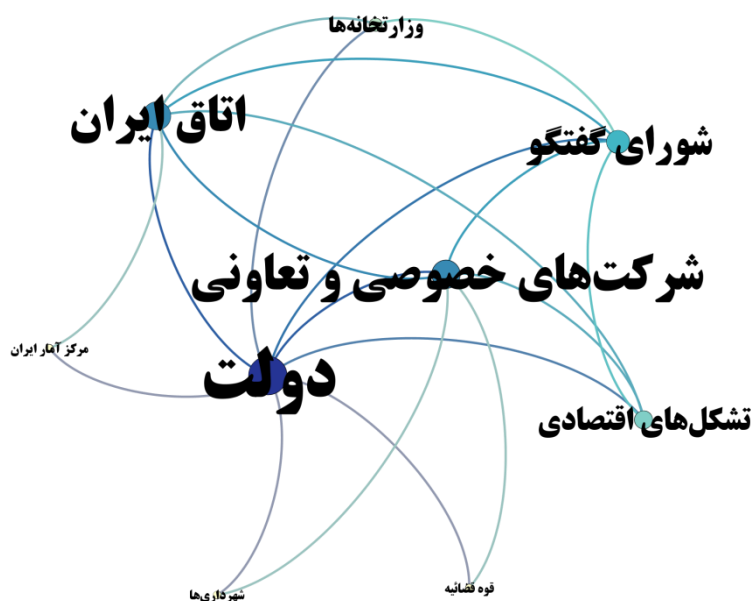 وزارتخانه‌ها
اتاق ایران
شورای گفتگو
شرکت‌های خصوصی و تعاونی
مرکز آمار ایران
دولت
تشکل‌های اقتصادی
قوه قضائیه
شهرداری‌ها